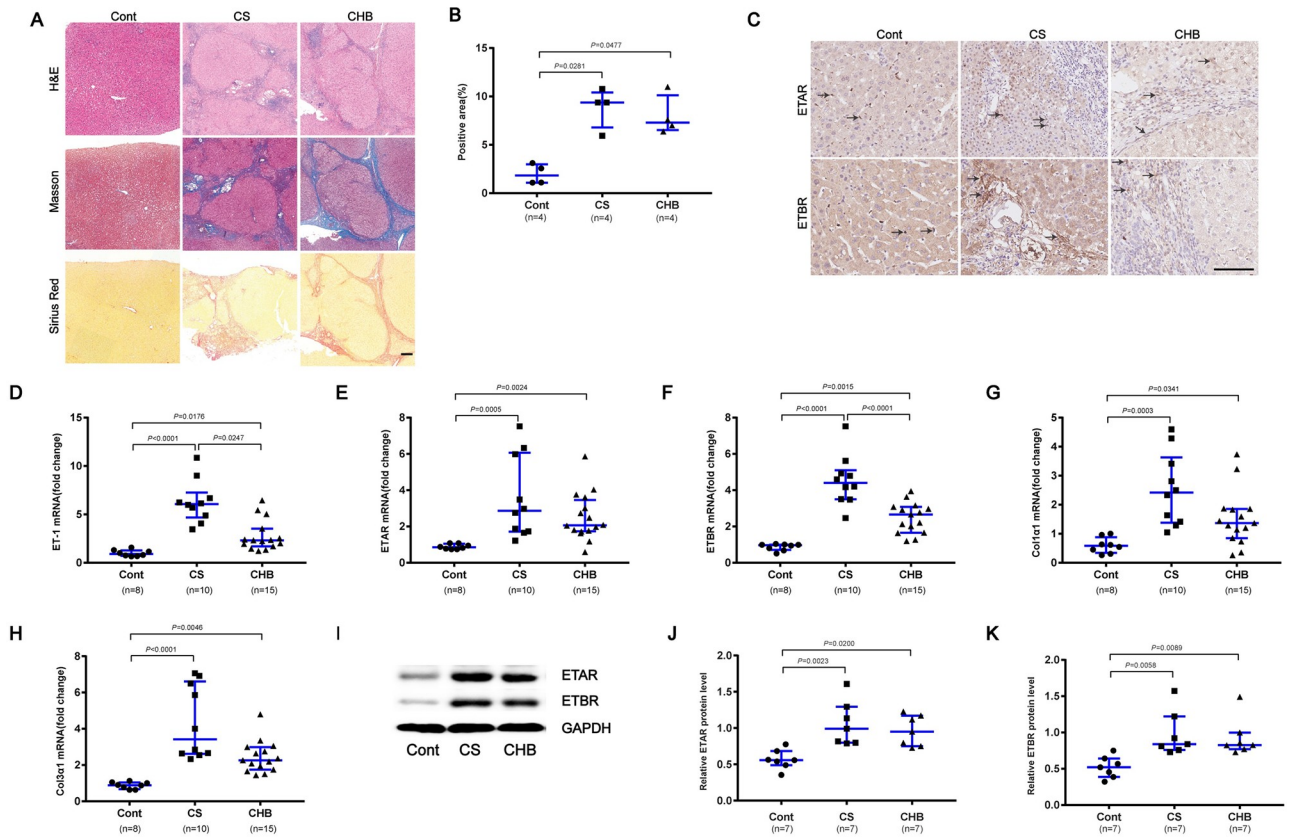 A
Cont CS CHB
H&E
Masson
Sirius Red
B
P=0.0477
P=0.0281
Positive area(%)
15
10
5
0
Cont CS CHB
(n=4) (n=4) (n=4)
C
Cont CS CHB
ETAR
ETBR
D
P=0.0176
P<0.0001 P=0.0247
ET-1 mRNA(fold change)
15
10
5
0
Cont CS CHB
(n=8) (n=10) (n=15)
E
P=0.0024
P=0.0005
ETAR mRNA(fold change)
8
6
4
2
0
Cont CS CHB
(n=8) (n=10) (n=15)
F
P=0.0015
P<0.0001 P<0.0001
ETBR mRNA(fold change)
8
6
4
2
0
Cont CS CHB
(n=8) (n=10) (n=15)
G
P=0.0341
P=0.0003
Col1α1 mRNA(fold change)
5
4
3
2
1
0
Cont CS CHB
(n=8) (n=10) (n=15)
H
P=0.0046
P<0.0001
Col3α1 mRNA(fold change)
8
6
4
2
0
Cont CS CHB
(n=8) (n=10) (n=15)
I
ETAR
ETBR
GAPDH
Cont CS CHB
J
P=0.0200
P=0.0023
Relative ETAR protein level
2.0
1.5
1.0
0.5
0.0
Cont CS CHB
(n=7) (n=7) (n=7)
K
P=0.0089
P=0.0058
Relative ETBR protein level
2.0
1.5
1.0
0.5
0.0
Cont CS CHB
(n=7) (n=7) (n=7)